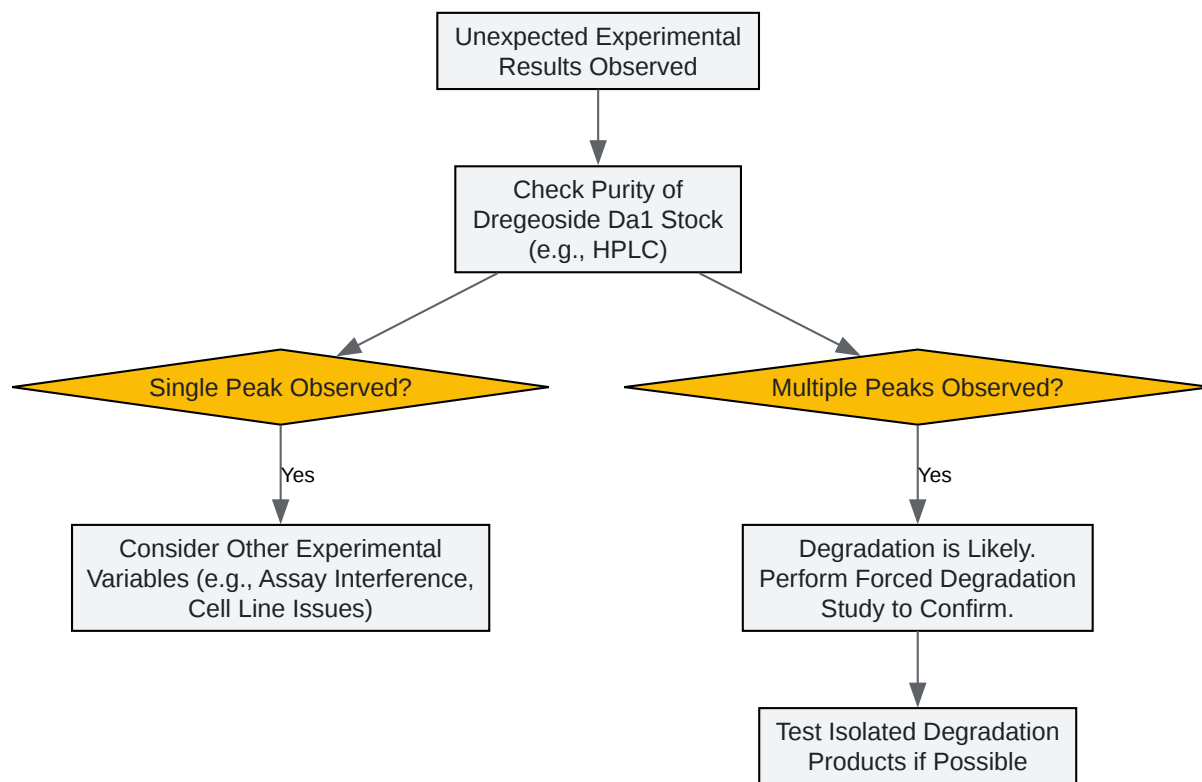 Unexpected Experimental
Results Observed
Check Purity of
Dregeoside Da1 Stock
(e.g., HPLC)
Single Peak Observed?
Multiple Peaks Observed?
Yes
Yes
Consider Other Experimental
Variables (e.g., Assay Interference,
Cell Line Issues)
Degradation is Likely.
Perform Forced Degradation
Study to Confirm.
Test Isolated Degradation
Products if Possible